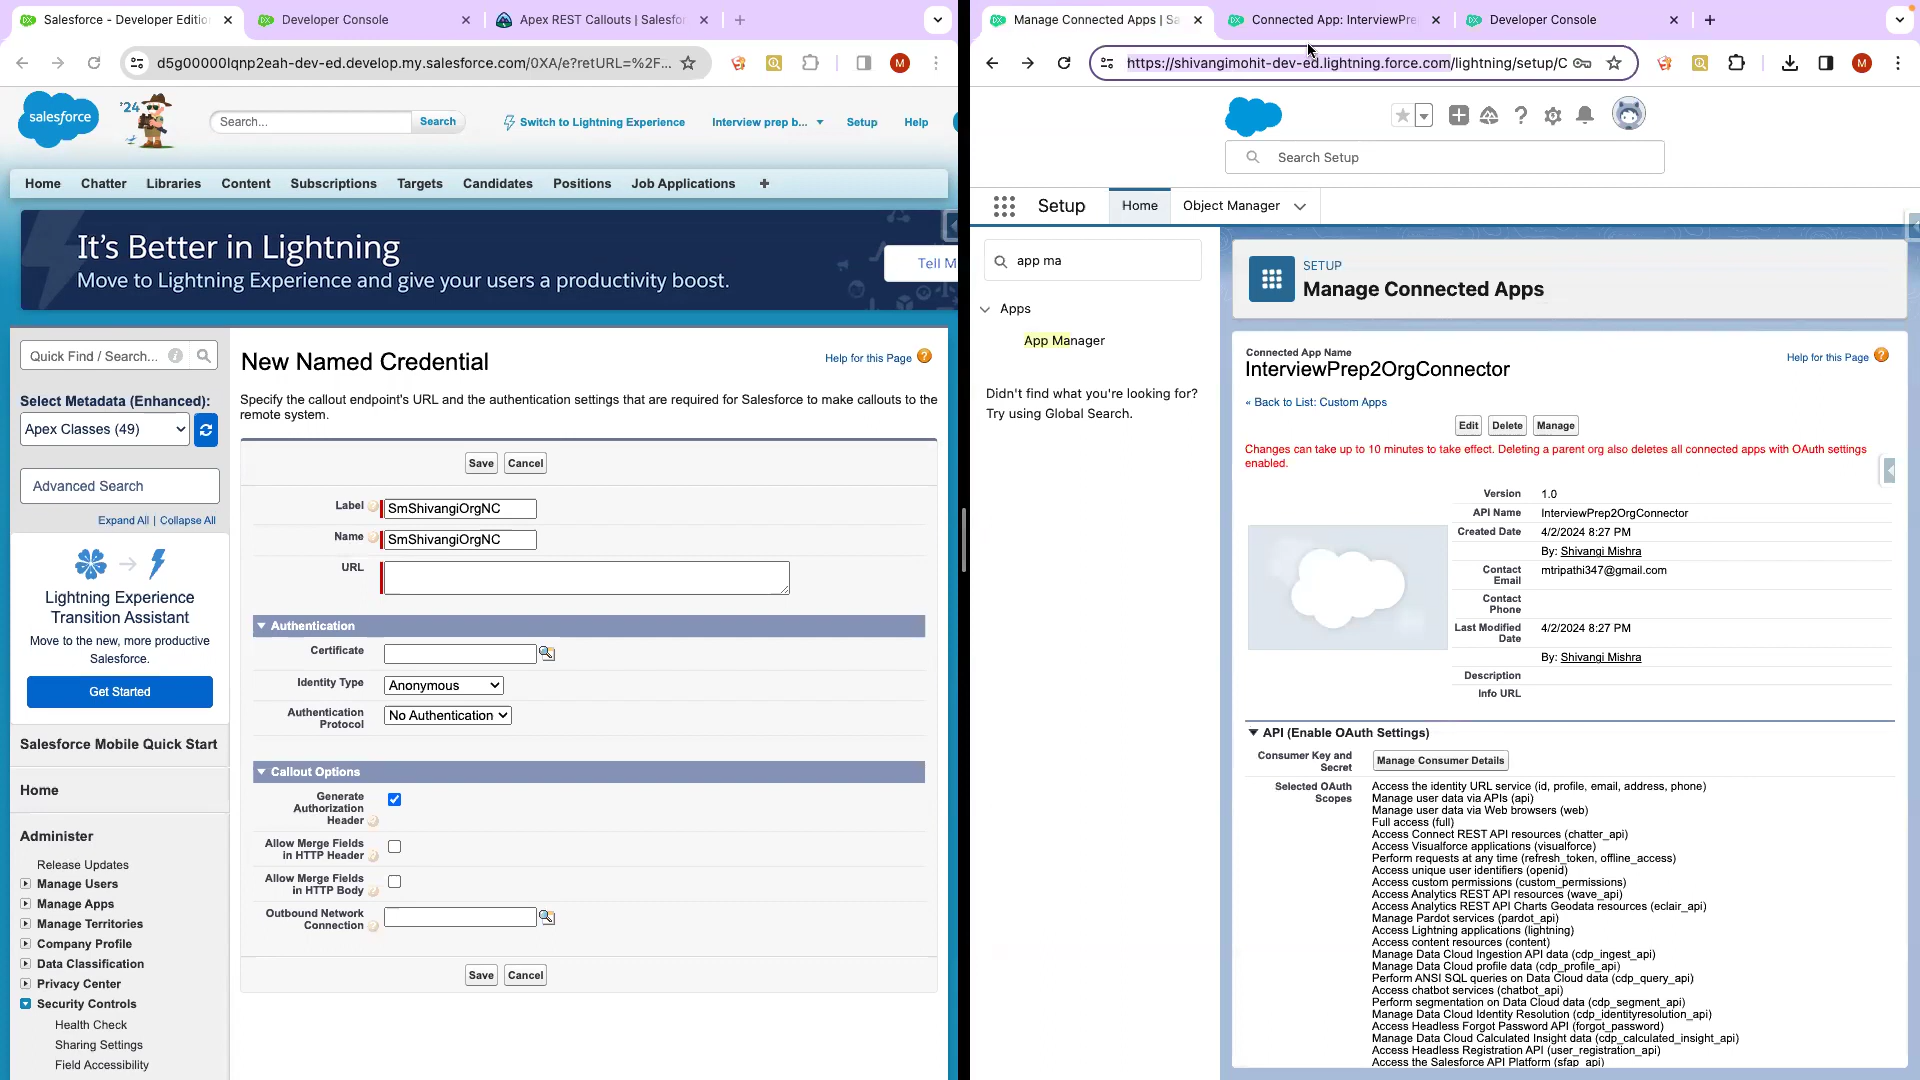 Salesforce - Developer Editio
Developer Console
Apex REST Callouts | Salesfo
d5g00000lqnp2eah-dev-ed.develop.my.salesforce.com/0XA/e?retURL=%2F...
M
salesforce
'24
Search...
Search
Switch to Lightning Experience
Interview prep b...
Setup
Help
Home
Chatter
Libraries
Content
Subscriptions
Targets
Candidates
Positions
Job Applications
It's Better in Lightning
Move to Lightning Experience and give your users a productivity boost.
Tell M
Quick Find / Search...
Select Metadata (Enhanced):
Apex Classes (49)
Advanced Search
Expand All | Collapse All
Lightning Experience
Transition Assistant
Move to the new, more productive
Salesforce.
Get Started
Salesforce Mobile Quick Start
Home
Administer
Release Updates
Manage Users
Manage Apps
Manage Territories
Company Profile
Data Classification
Privacy Center
Security Controls
Health Check
Sharing Settings
Field Accessibility
New Named Credential
Help for this Page
Specify the callout endpoint's URL and the authentication settings that are required for Salesforce to make callouts to the
remote system.
Save
Cancel
Label
SmShivangiOrgNC
Name
SmShivangiOrgNC
URL
Authentication
Certificate
Identity Type
Anonymous
Authentication
Protocol
No Authentication
Callout Options
Generate
Authorization
Header
Allow Merge Fields
in HTTP Header
Allow Merge Fields
in HTTP Body
Outbound Network
Connection
Save
Cancel
Manage Connected Apps | Sa
Connected App: InterviewPre
Developer Console
https://shivangimohit-dev-ed.lightning.force.com/lightning/setup/C
M
Search Setup
Setup
Home
Object Manager
app ma
Apps
App Manager
Didn't find what you're looking for?
Try using Global Search.
SETUP
Manage Connected Apps
Connected App Name
InterviewPrep2OrgConnector
Help for this Page
« Back to List: Custom Apps
Edit
Delete
Manage
Changes can take up to 10 minutes to take effect. Deleting a parent org also deletes all connected apps with OAuth settings
enabled.
Version
1.0
API Name
InterviewPrep2OrgConnector
Created Date
4/2/2024 8:27 PM
By: Shivangi Mishra
Contact
Email
mtripathi347@gmail.com
Contact
Phone
Last Modified
Date
4/2/2024 8:27 PM
By: Shivangi Mishra
Description
Info URL
API (Enable OAuth Settings)
Consumer Key and
Secret
Manage Consumer Details
Selected OAuth
Scopes
Access the identity URL service (id, profile, email, address, phone)
Manage user data via APIs (api)
Manage user data via Web browsers (web)
Full access (full)
Access Connect REST API resources (chatter_api)
Access Visualforce applications (visualforce)
Perform requests at any time (refresh_token, offline_access)
Access unique user identifiers (openid)
Access custom permissions (custom_permissions)
Access Analytics REST API resources (wave_api)
Access Analytics REST API Charts Geodata resources (eclair_api)
Manage Pardot services (pardot_api)
Access Lightning applications (lightning)
Access content resources (content)
Manage Data Cloud Ingestion API data (cdp_ingest_api)
Manage Data Cloud profile data (cdp_profile_api)
Perform ANSI SQL queries on Data Cloud data (cdp_query_api)
Access chatbot services (chatbot_api)
Perform segmentation on Data Cloud data (cdp_segment_api)
Manage Data Cloud Identity Resolution (cdp_identityresolution_api)
Access Headless Forgot Password API (forgot_password)
Manage Data Cloud Calculated Insight data (cdp_calculated_insight_api)
Access Headless Registration API (user_registration_api)
Access the Salesforce API Platform (sfap_api)